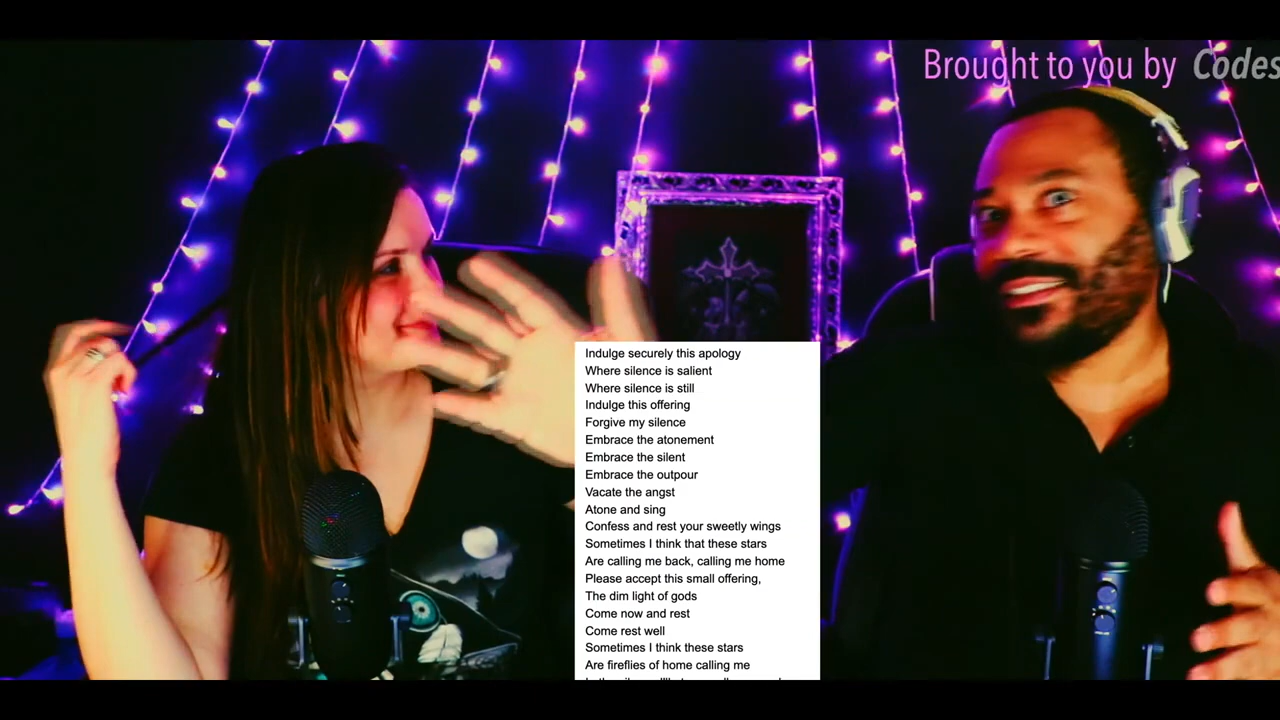 Brought to you by Codes
Indulge securely this apology
Where silence is salient
Where silence is still
Indulge this offering
Forgive my silence
Embrace the atonement
Embrace the silent
Embrace the outpour
Vacate the angst
Atone and sing
Confess and rest your sweetly wings
Sometimes I think that these stars
Are calling me back, calling me home
Please accept this small offering,
The dim light of gods
Come now and rest
Come rest well
Sometimes I think these stars
Are fireflies of home calling me